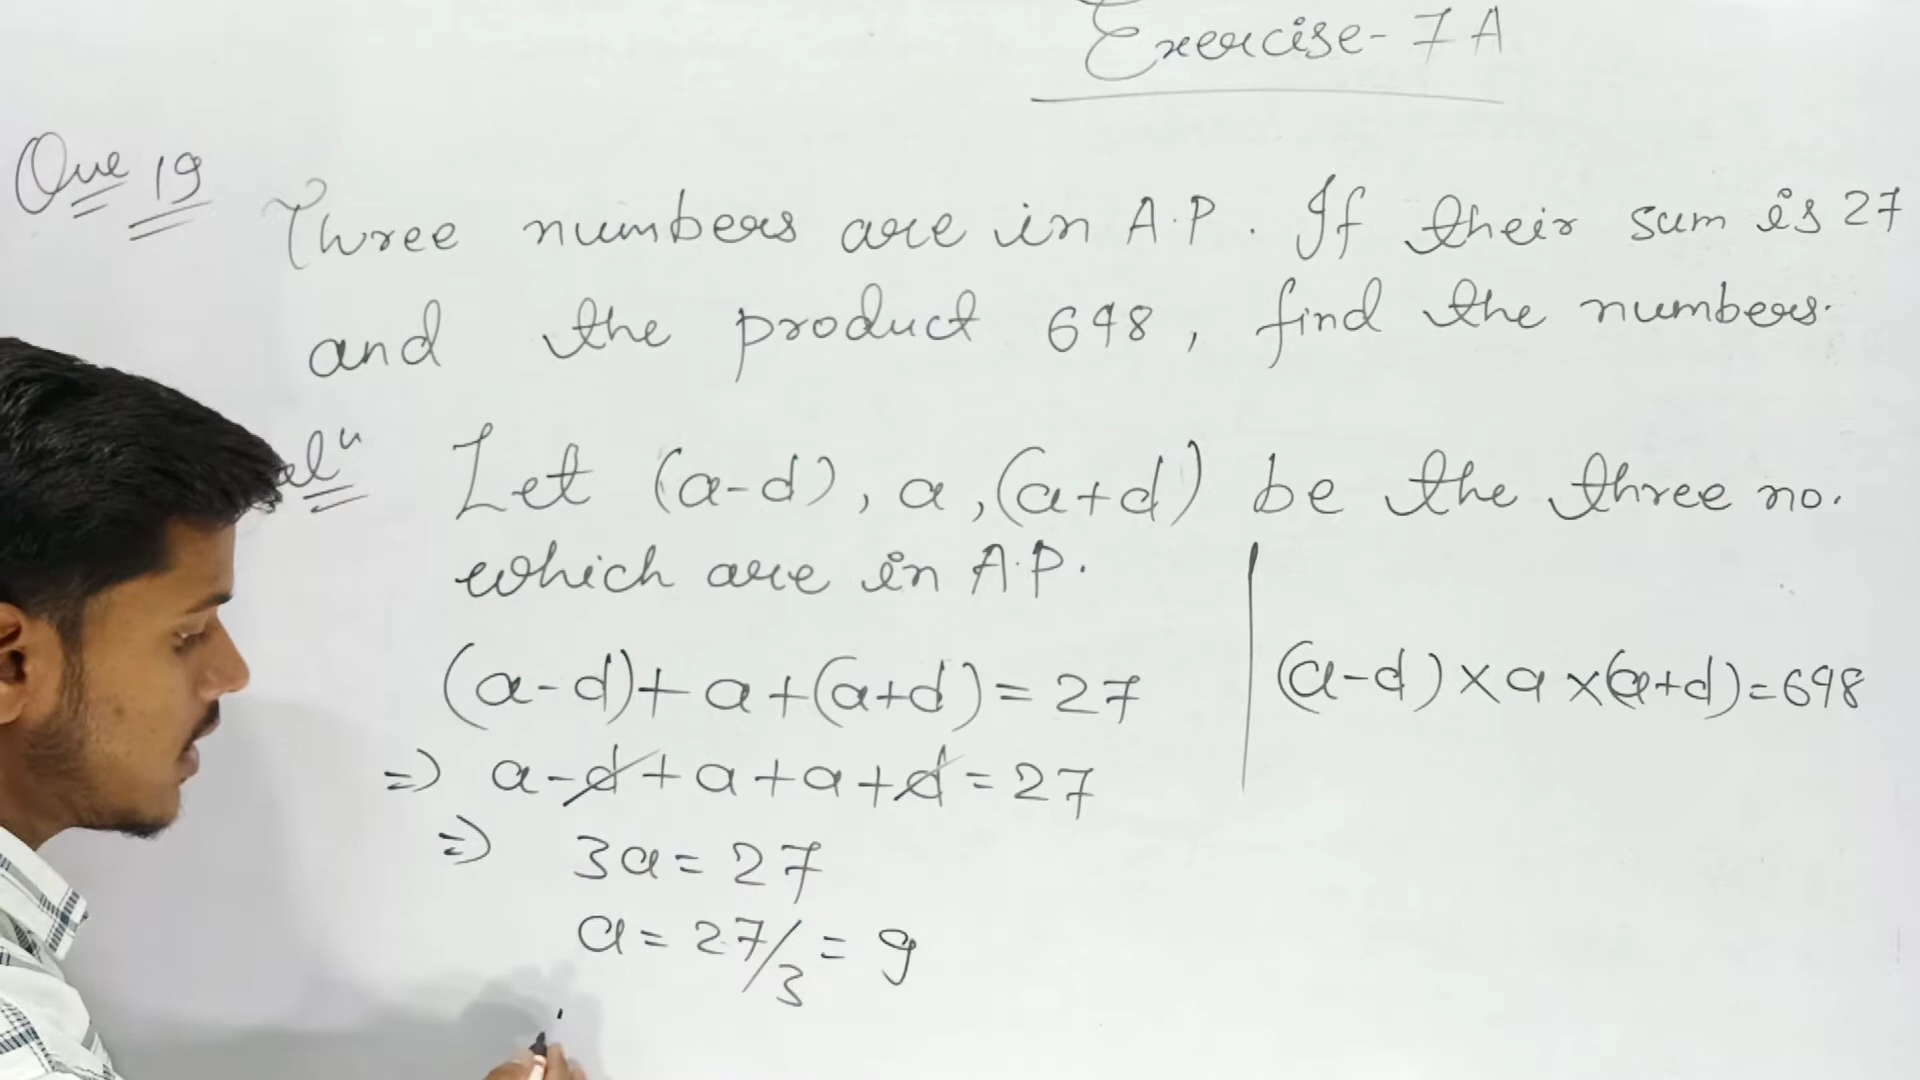 Exercise-7A
Que 19
Three numbers are in A.P. If their sum is 27
and the product 648, find the numbers.
Let (a-d), a, (a+d) be the three no.
which are in A.P.
(a-d)+a+(a+d)=27
=> a-d+a+a+d=27
=> 3a=27
a=27/3=9
(a-d)×a×(a+d)=648